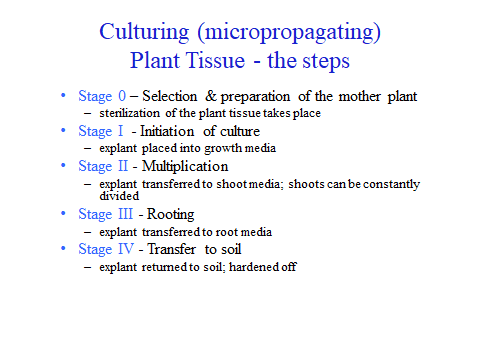 Culturing (micropropagating)
Plant Tissue - the steps
• Stage 0 – Selection & preparation of the mother plant
– sterilization of the plant tissue takes place
• Stage I - Initiation of culture
– explant placed into growth media
• Stage II - Multiplication
– explant transferred to shoot media; shoots can be constantly
divided
• Stage III - Rooting
– explant transferred to root media
• Stage IV - Transfer to soil
– explant returned to soil; hardened off